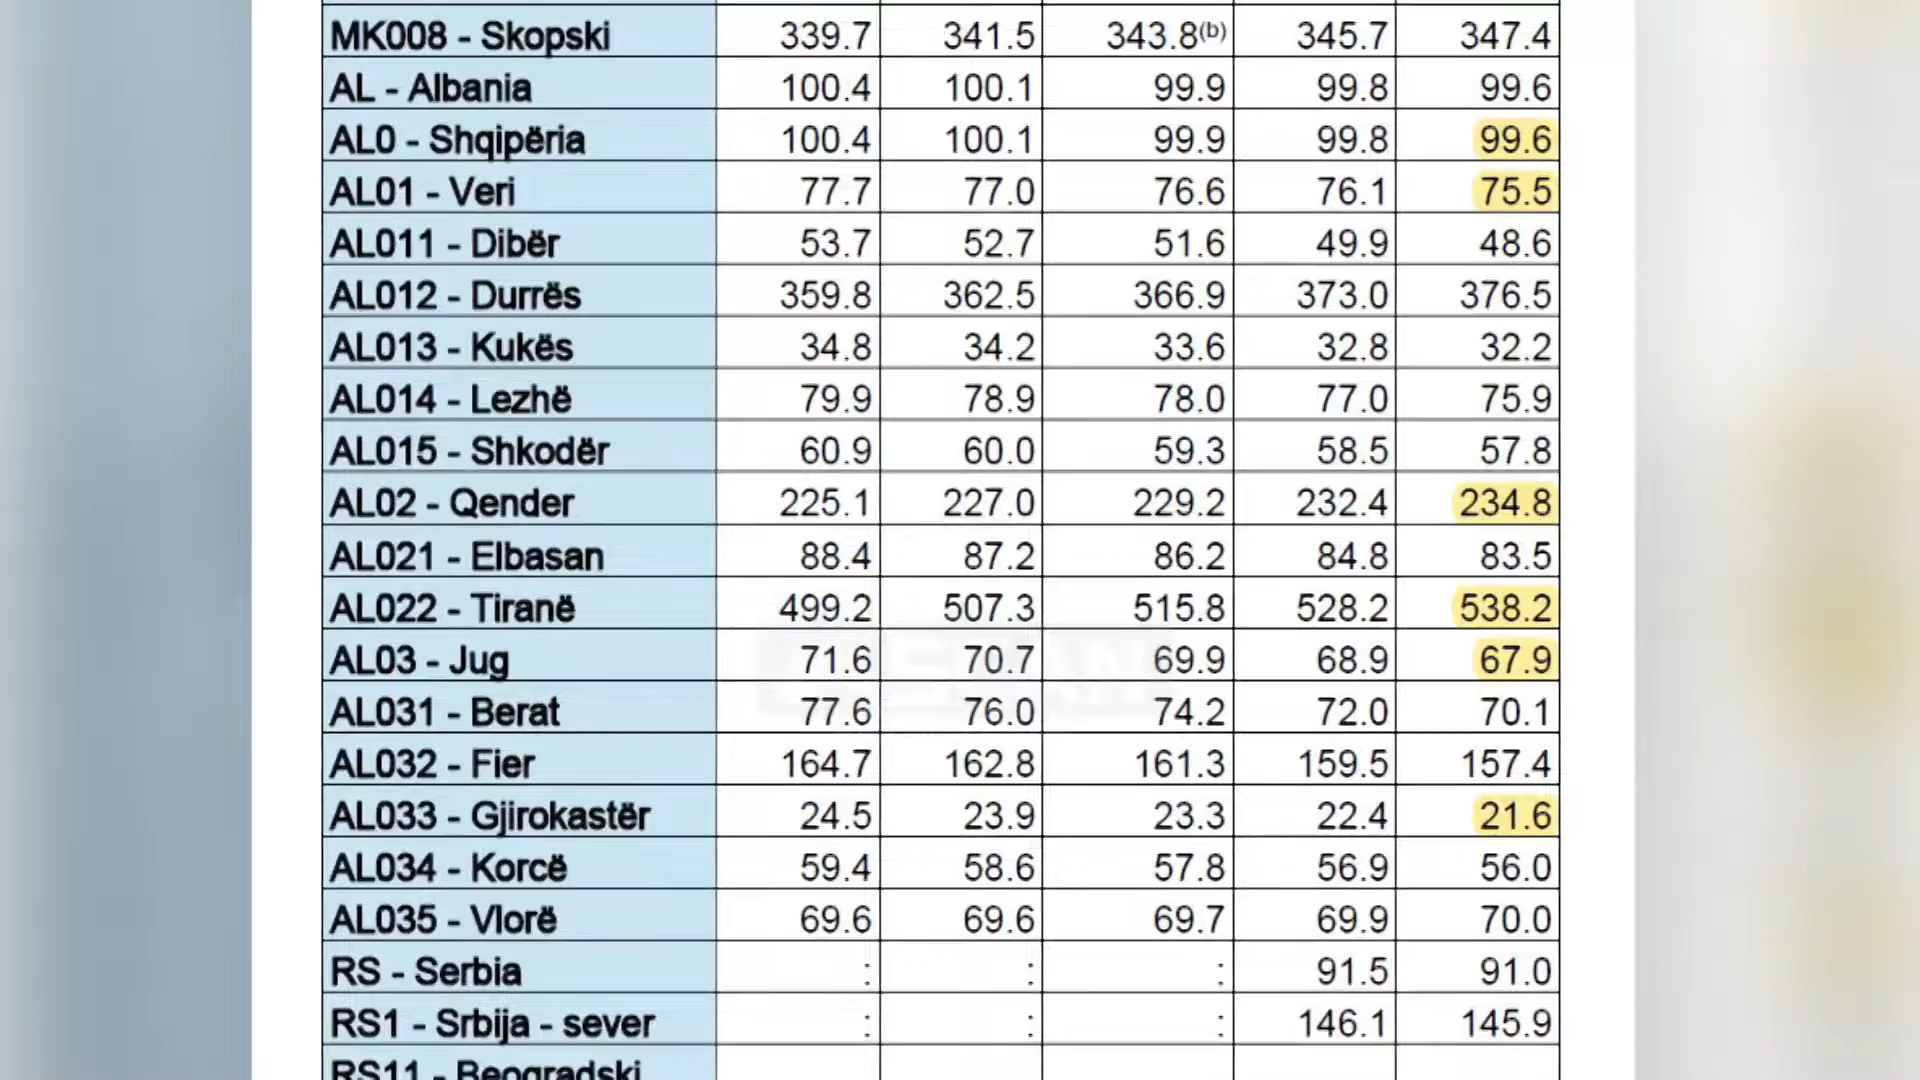 MK008 - Skopski 339.7 341.5 343.8(b) 345.7 347.4
AL - Albania 100.4 100.1 99.9 99.8 99.6
AL0 - Shqipëria 100.4 100.1 99.9 99.8 99.6
AL01 - Veri 77.7 77.0 76.6 76.1 75.5
AL011 - Dibër 53.7 52.7 51.6 49.9 48.6
AL012 - Durrës 359.8 362.5 366.9 373.0 376.5
AL013 - Kukës 34.8 34.2 33.6 32.8 32.2
AL014 - Lezhë 79.9 78.9 78.0 77.0 75.9
AL015 - Shkodër 60.9 60.0 59.3 58.5 57.8
AL02 - Qender 225.1 227.0 229.2 232.4 234.8
AL021 - Elbasan 88.4 87.2 86.2 84.8 83.5
AL022 - Tiranë 499.2 507.3 515.8 528.2 538.2
AL03 - Jug 71.6 70.7 69.9 68.9 67.9
AL031 - Berat 77.6 76.0 74.2 72.0 70.1
AL032 - Fier 164.7 162.8 161.3 159.5 157.4
AL033 - Gjirokastër 24.5 23.9 23.3 22.4 21.6
AL034 - Korcë 59.4 58.6 57.8 56.9 56.0
AL035 - Vlorë 69.6 69.6 69.7 69.9 70.0
RS - Serbia : : : 91.5 91.0
RS1 - Srbija - sever : : : 146.1 145.9
RS11 - Beogradski